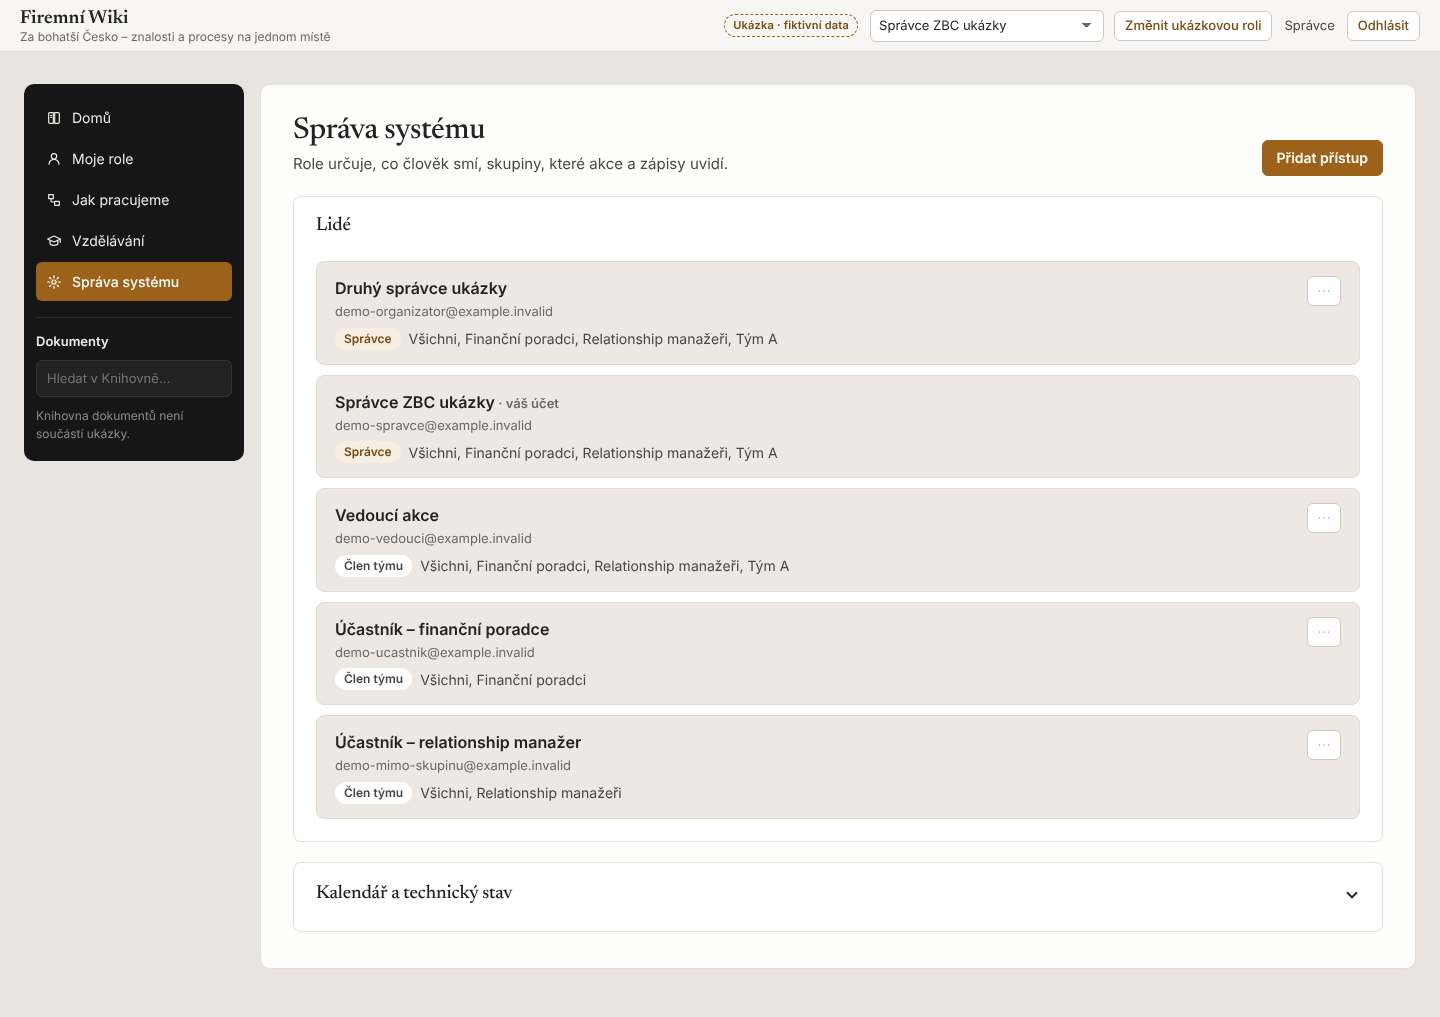 Firemní Wiki
Za bohatší Česko – znalosti a procesy na jednom místě
Ukázka · fiktivní data
Správce ZBC ukázky
Změnit ukázkovou roli
Správce
Odhlásit
Domů
Moje role
Jak pracujeme
Vzdělávání
Správa systému
Dokumenty
Hledat v Knihovně…
Knihovna dokumentů není
součástí ukázky.
Správa systému
Role určuje, co člověk smí, skupiny, které akce a zápisy uvidí.
Přidat přístup
Lidé
Druhý správce ukázky
demo-organizator@example.invalid
Správce Všichni, Finanční poradci, Relationship manažeři, Tým A
···
Správce ZBC ukázky · váš účet
demo-spravce@example.invalid
Správce Všichni, Finanční poradci, Relationship manažeři, Tým A
Vedoucí akce
demo-vedouci@example.invalid
Člen týmu Všichni, Finanční poradci, Relationship manažeři, Tým A
···
Účastník – finanční poradce
demo-ucastnik@example.invalid
Člen týmu Všichni, Finanční poradci
···
Účastník – relationship manažer
demo-mimo-skupinu@example.invalid
Člen týmu Všichni, Relationship manažeři
···
Kalendář a technický stav